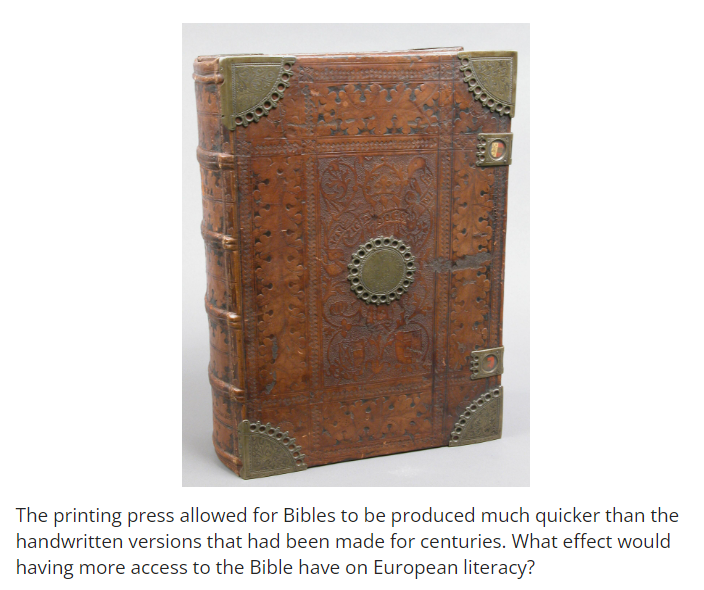 The printing press allowed for Bibles to be produced much quicker than the
handwritten versions that had been made for centuries. What effect would
having more access to the Bible have on European literacy?